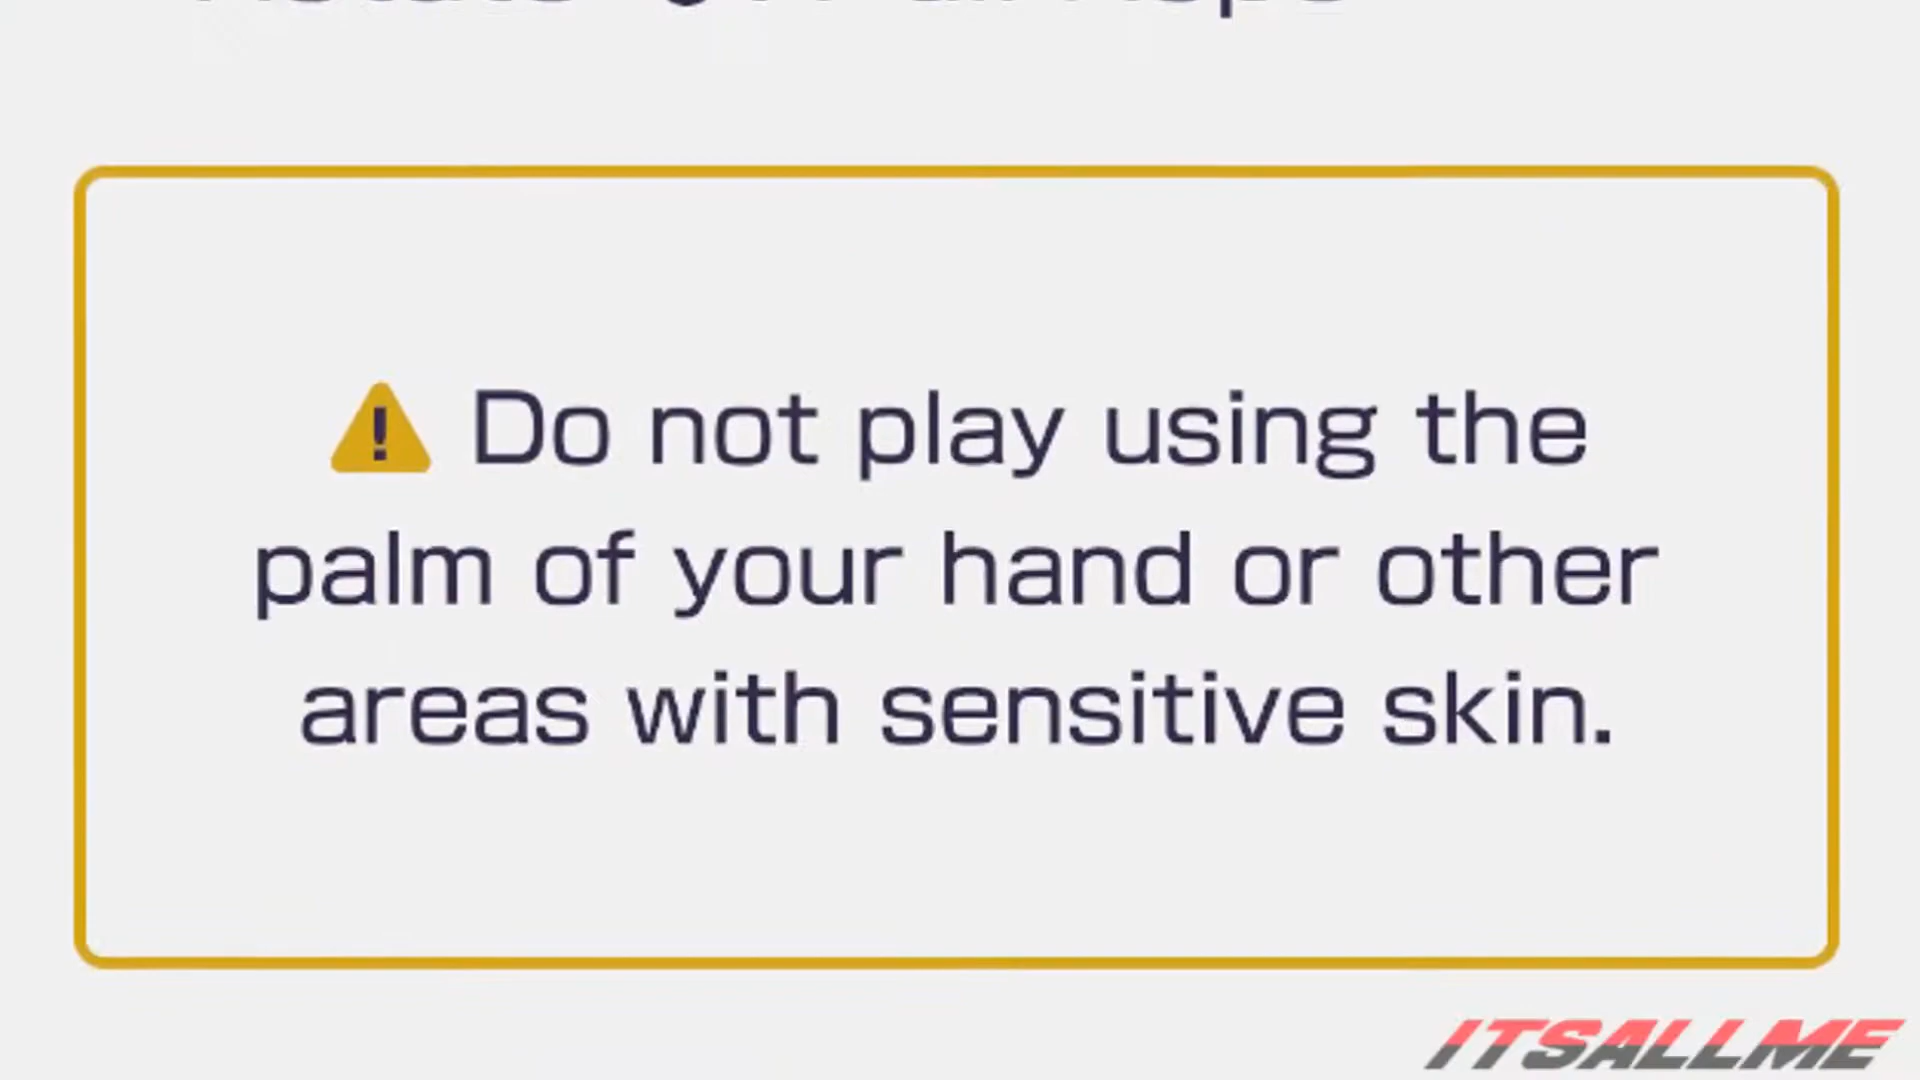 Do not play using the
palm of your hand or other
areas with sensitive skin.
ITSALLME